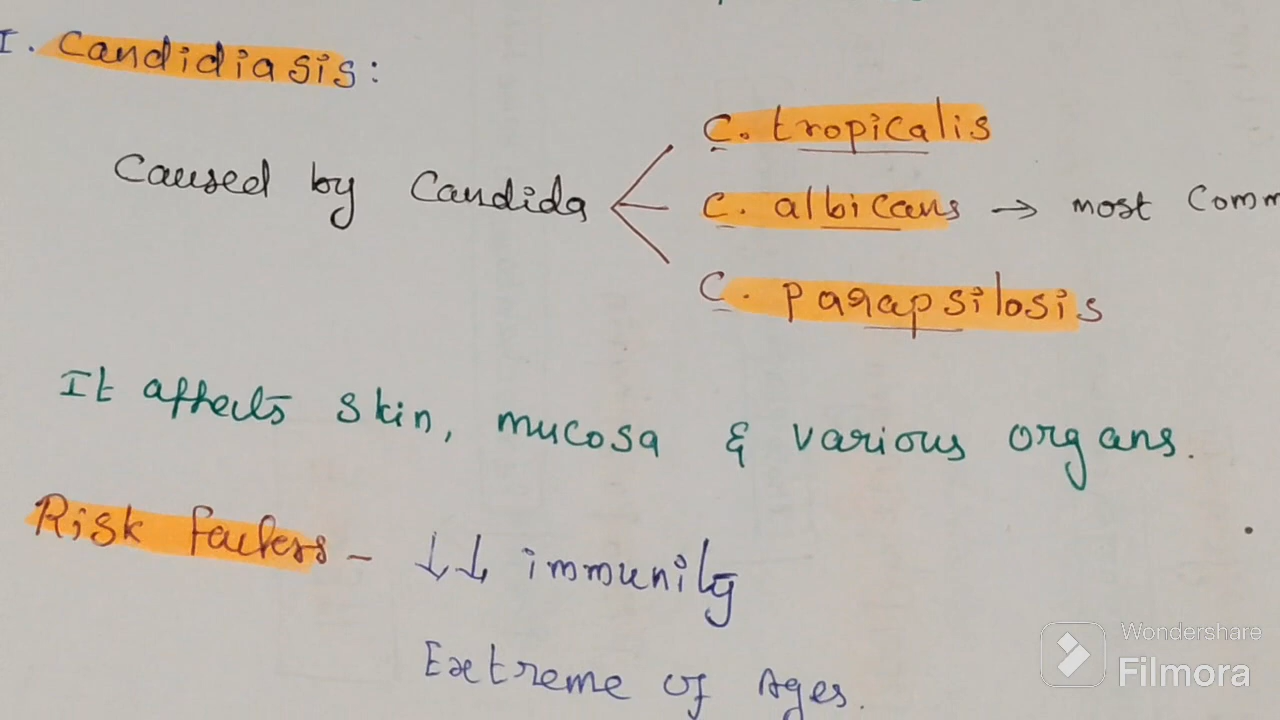 I. Candidiasis:
C. tropicalis
Caused by Candida C. albicans → most Comm
C. parapsilosis
It affects skin, mucosa & various organs.
Risk factors - ↓↓ immunity
Extreme of Ages.
Wondershare
Filmora